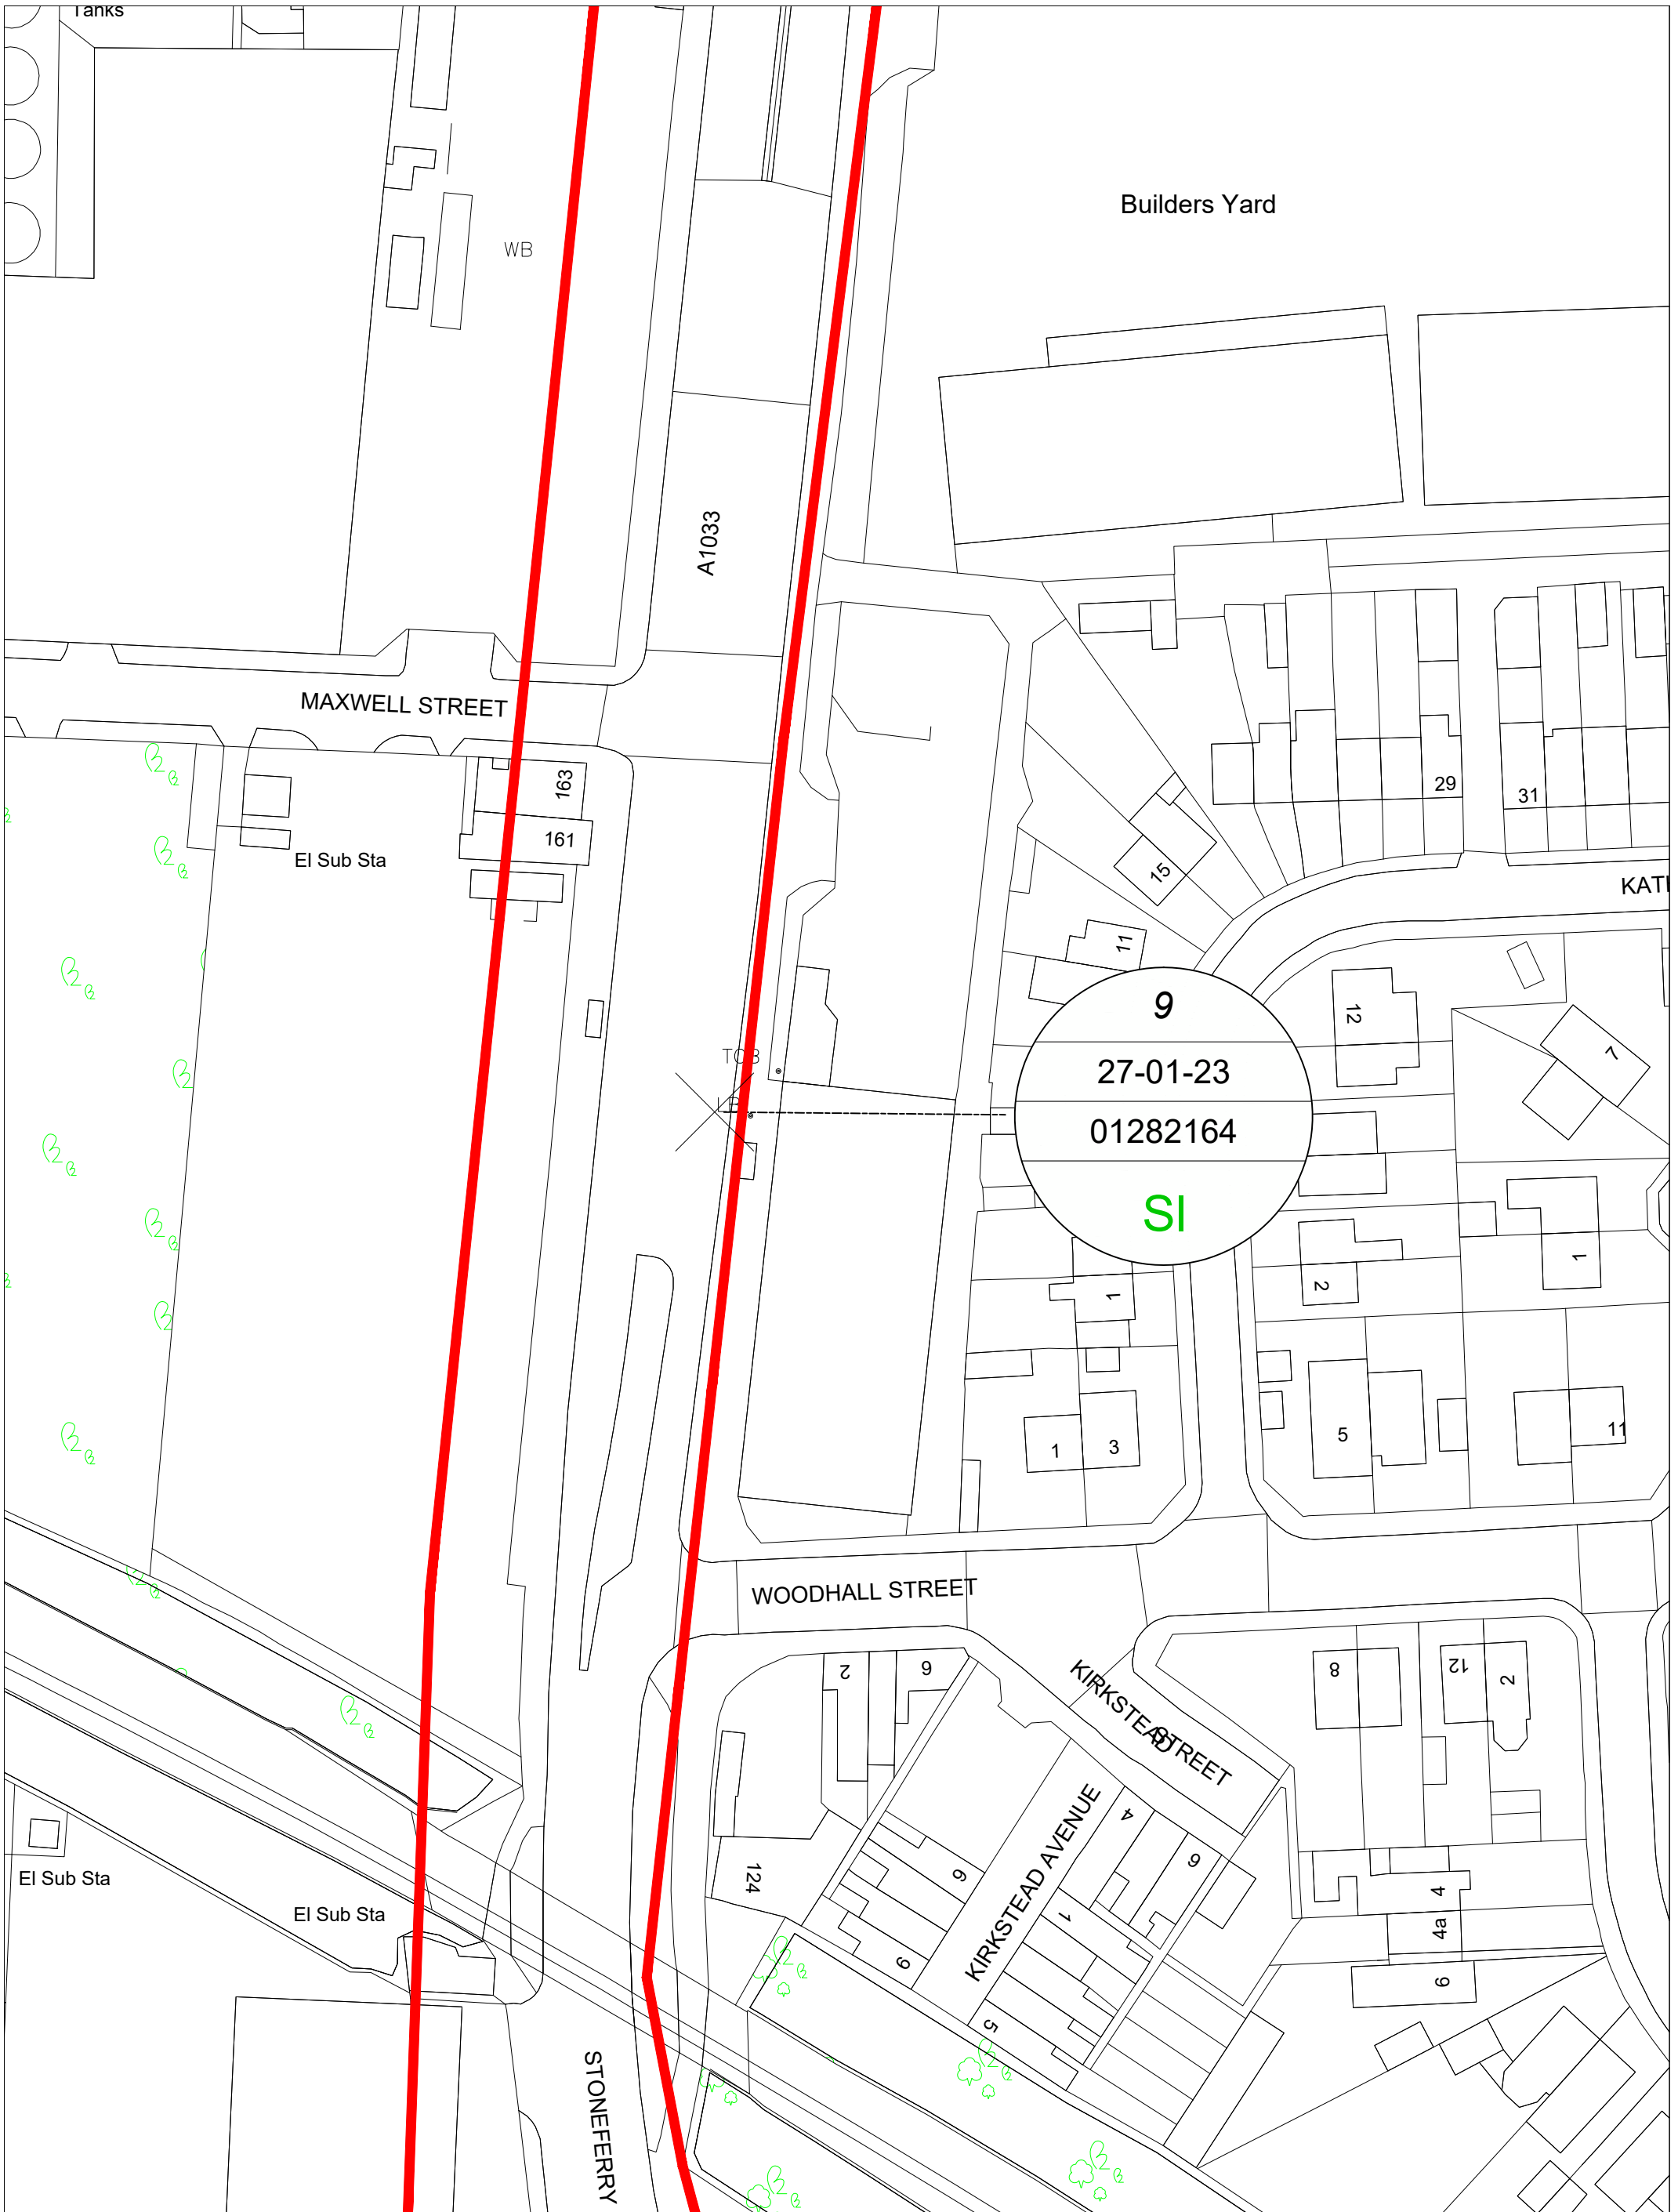 Tanks
Builders Yard
WB
A1033
MAXWELL STREET
163
161
El Sub Sta
29
31
15
KATH
11
12
7
9
27-01-23
01282164
SI
TCB
LB
1
2
1
1
3
5
11
WOODHALL STREET
2
6
8
12
2
KIRKSTEAD
STREET
KIRKSTEAD AVENUE
4
6
124
6
9
1
5
4
4a
6
El Sub Sta
El Sub Sta
STONEFERRY